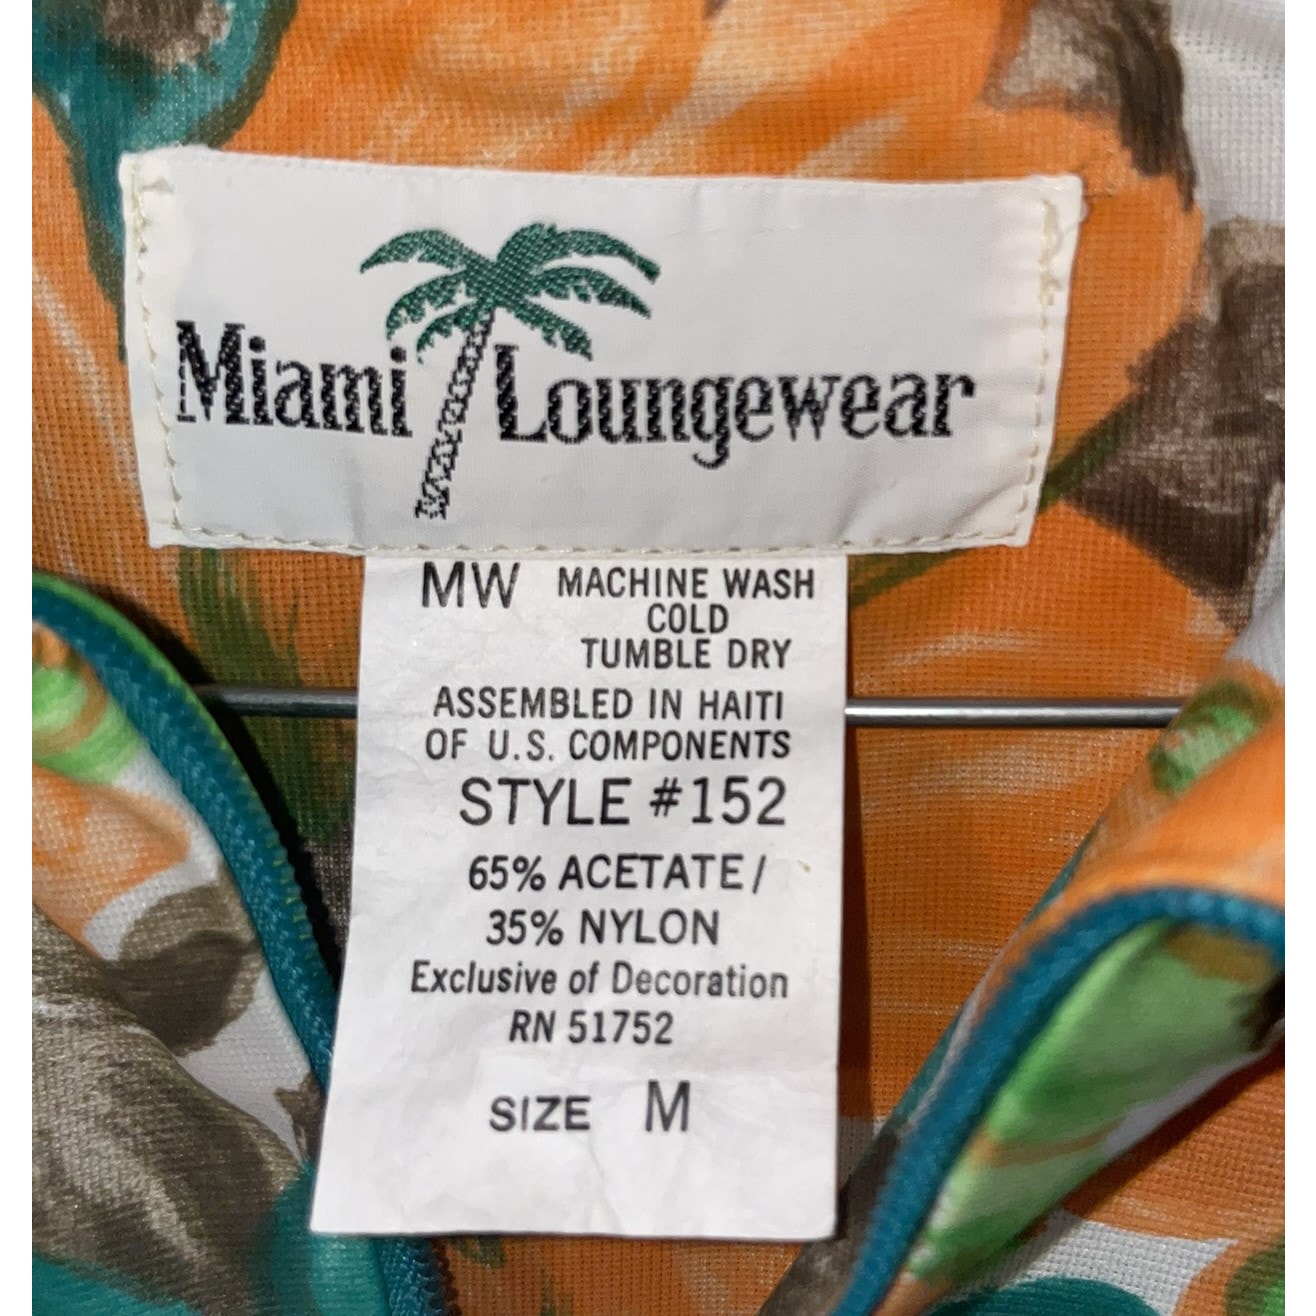 Miami Loungewear
MW MACHINE WASH
COLD
TUMBLE DRY
ASSEMBLED IN HAITI
OF U.S. COMPONENTS
STYLE #152
65% ACETATE/
35% NYLON
Exclusive of Decoration
RN 51752
SIZE M